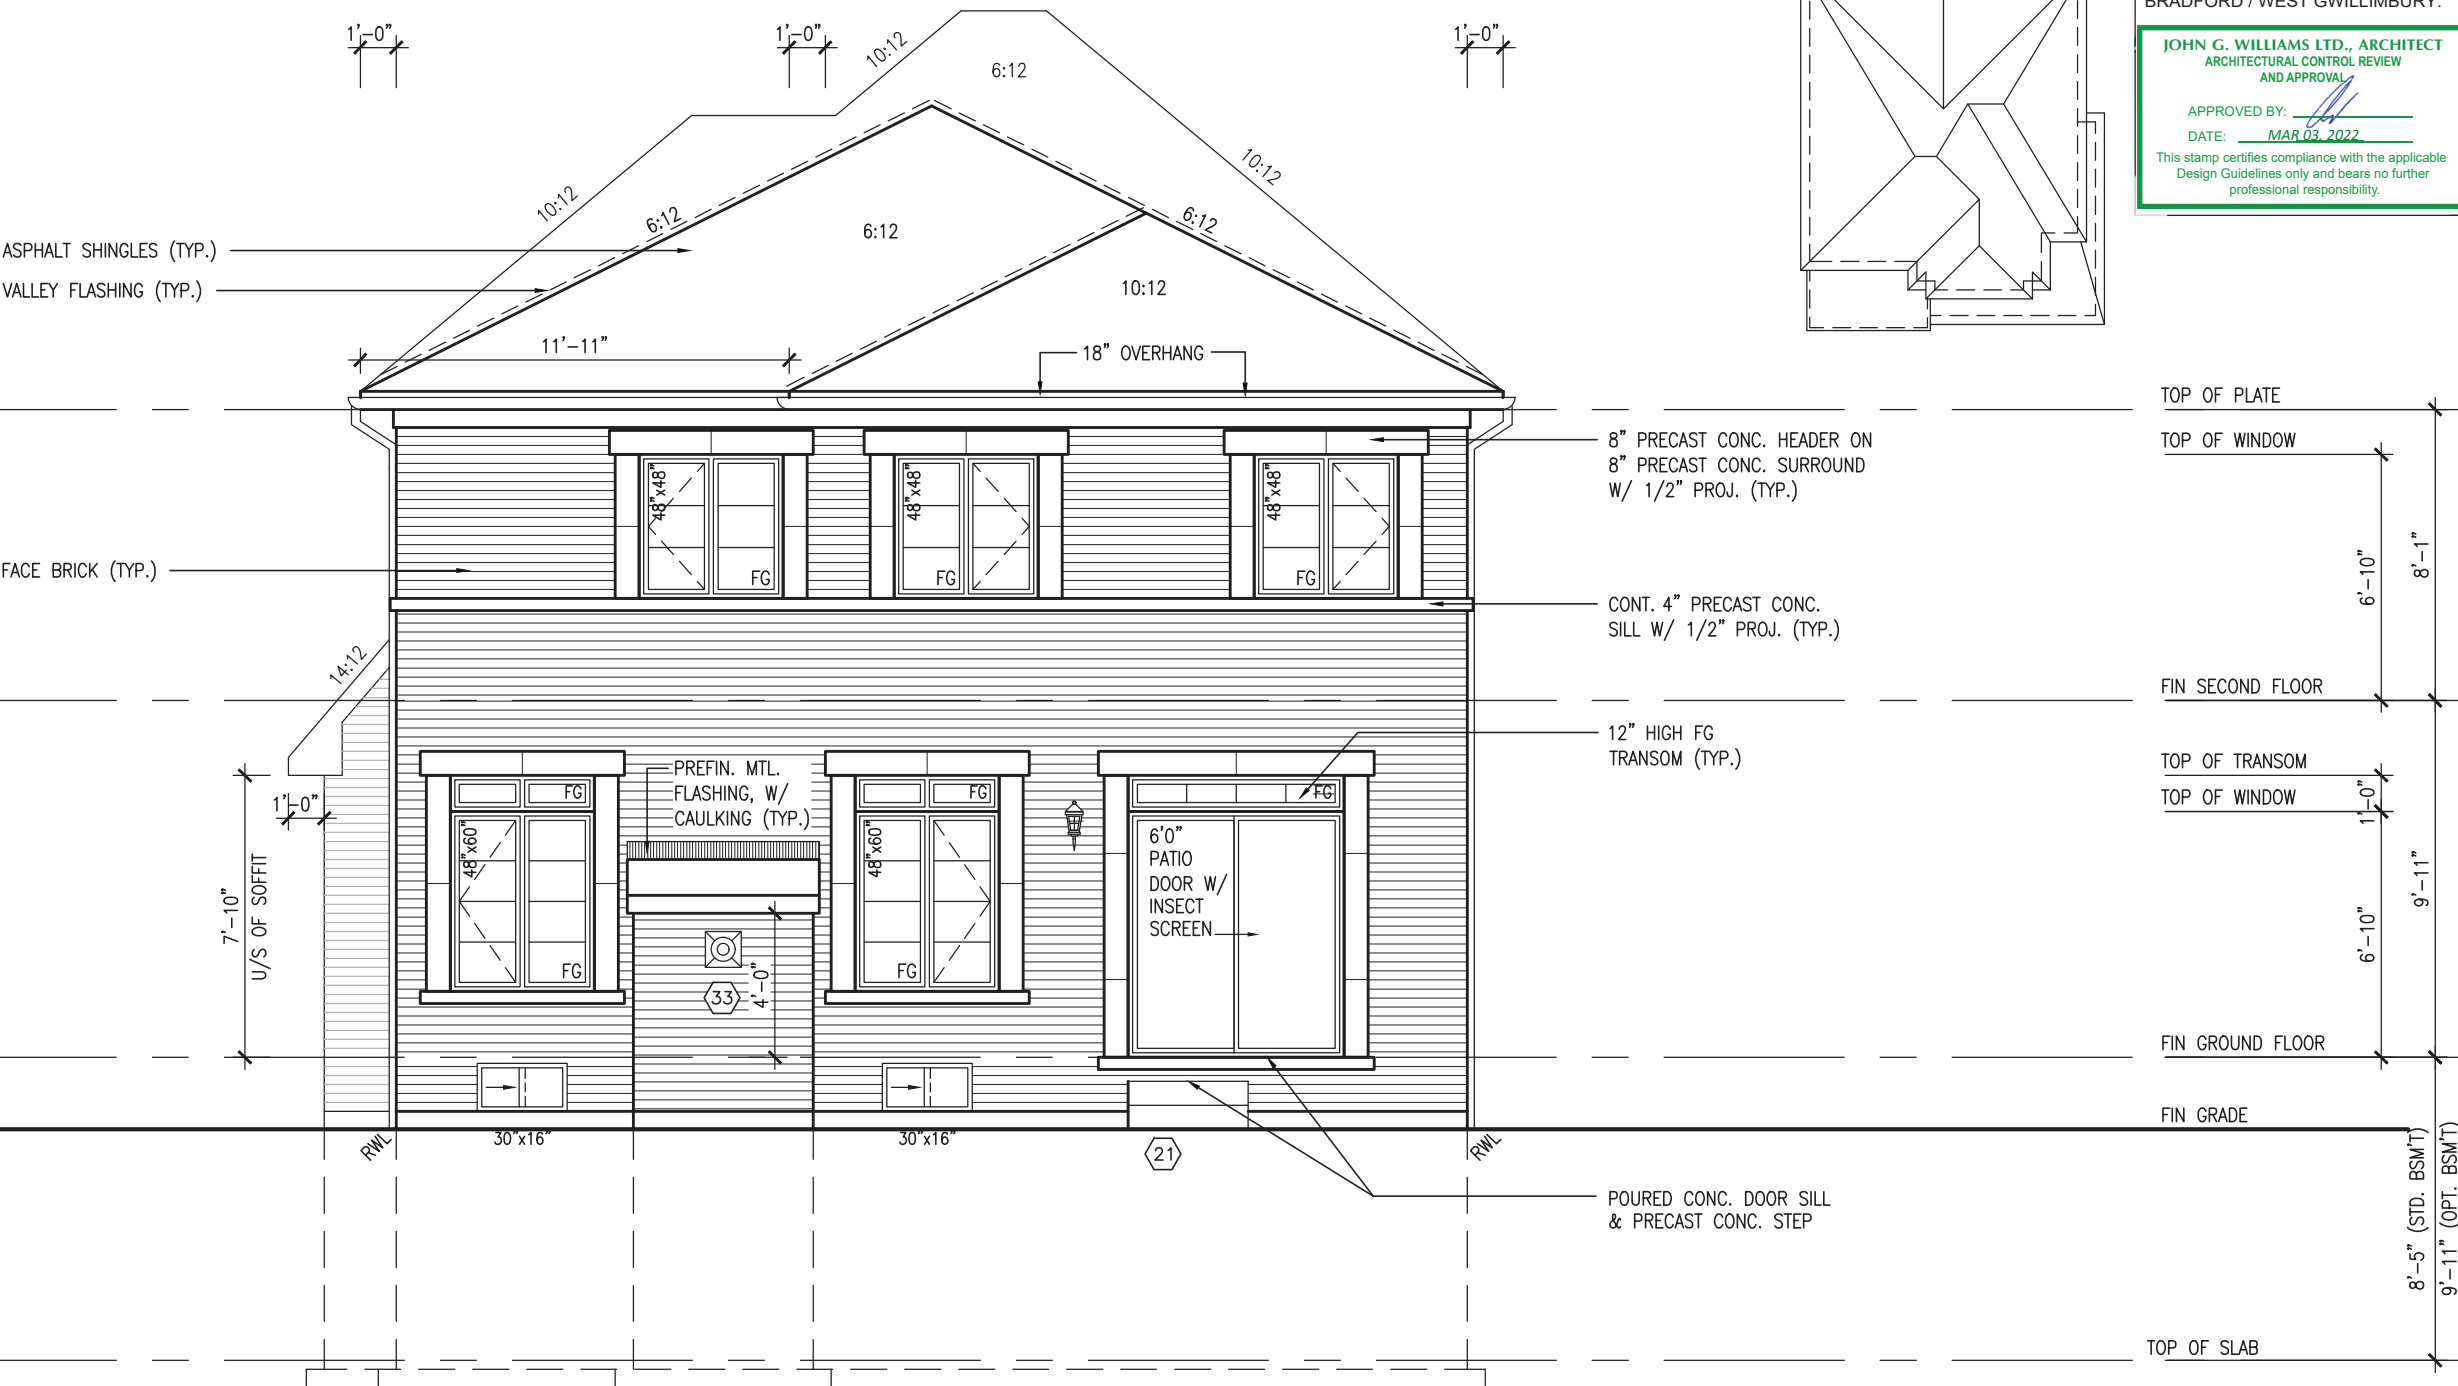 BRADFORD / WEST GWILLIMBURY.
JOHN G. WILLIAMS LTD., ARCHITECT
ARCHITECTURAL CONTROL REVIEW
AND APPROVAL
APPROVED BY:
DATE: MAR 03, 2022
This stamp certifies compliance with the applicable
Design Guidelines only and bears no further
professional responsibility.
1'-0"
1'-0"
1'-0"
10:12
6:12
10:12
10:12
6:12
6:12
6:12
10:12
ASPHALT SHINGLES (TYP.)
VALLEY FLASHING (TYP.)
11'-11"
18" OVERHANG
TOP OF PLATE
TOP OF WINDOW
8" PRECAST CONC. HEADER ON
8" PRECAST CONC. SURROUND
W/ 1/2" PROJ. (TYP.)
48"x48"
48"x48"
48"x48"
FG
FG
FG
FACE BRICK (TYP.)
6'-10"
8'-1"
CONT. 4" PRECAST CONC.
SILL W/ 1/2" PROJ. (TYP.)
14:12
FIN SECOND FLOOR
12" HIGH FG
TRANSOM (TYP.)
TOP OF TRANSOM
TOP OF WINDOW
1'-0"
PREFIN. MTL.
FLASHING, W/
CAULKING (TYP.)
FG
FG
FG
1'-0"
48"x60"
48"x60"
6'0"
PATIO
DOOR W/
INSECT
SCREEN
7'-10"
U/S OF SOFFIT
FG
FG
33
4'-0"
6'-10"
9'-11"
FIN GROUND FLOOR
FIN GRADE
RWL
30"x16"
30"x16"
21
RWL
POURED CONC. DOOR SILL
& PRECAST CONC. STEP
8'-5" (STD. BSM'T)
9'-11" (OPT. BSM'T)
TOP OF SLAB